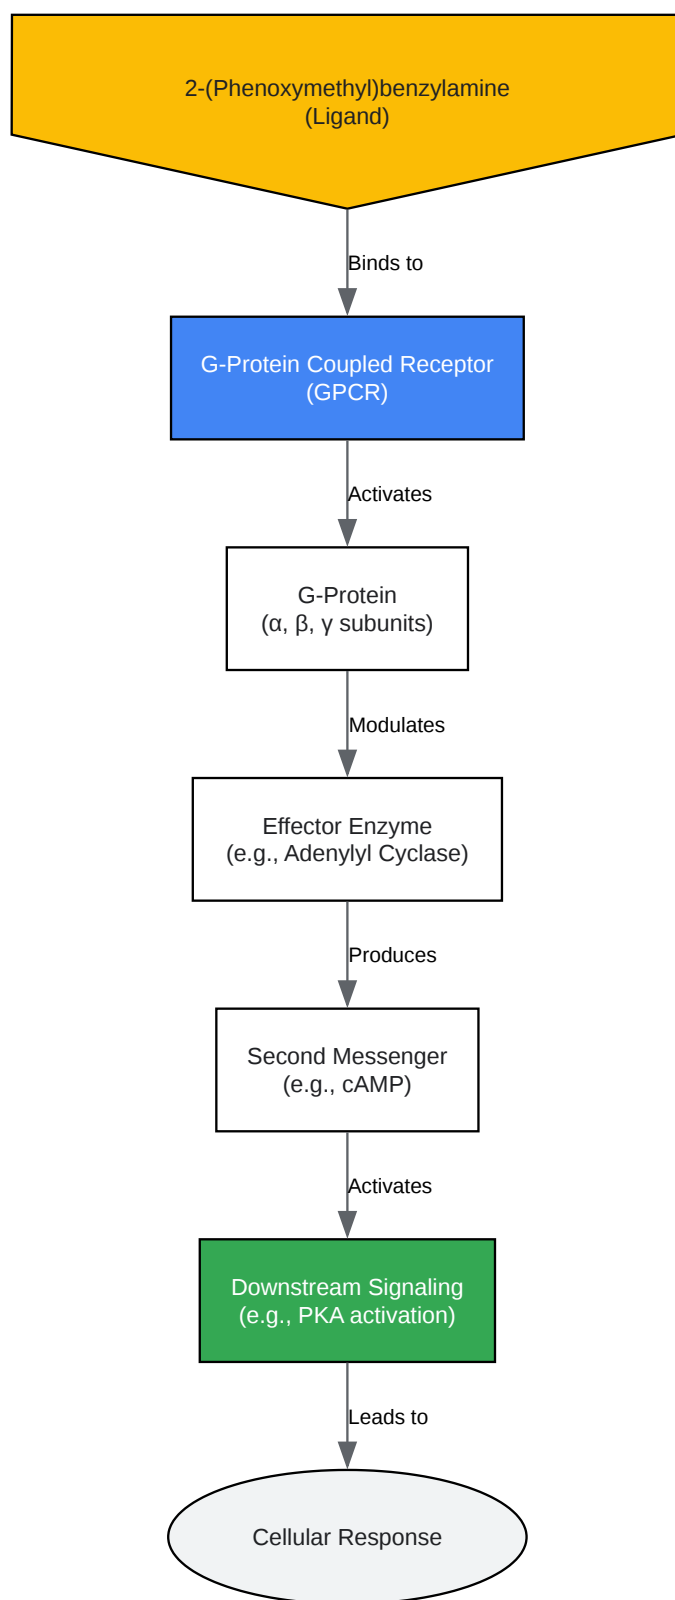 2-(Phenoxymethyl)benzylamine
(Ligand)
Binds to
G-Protein Coupled Receptor
(GPCR)
Activates
G-Protein
(α, β, γ subunits)
Modulates
Effector Enzyme
(e.g., Adenylyl Cyclase)
Produces
Second Messenger
(e.g., cAMP)
Activates
Downstream Signaling
(e.g., PKA activation)
Leads to
Cellular Response